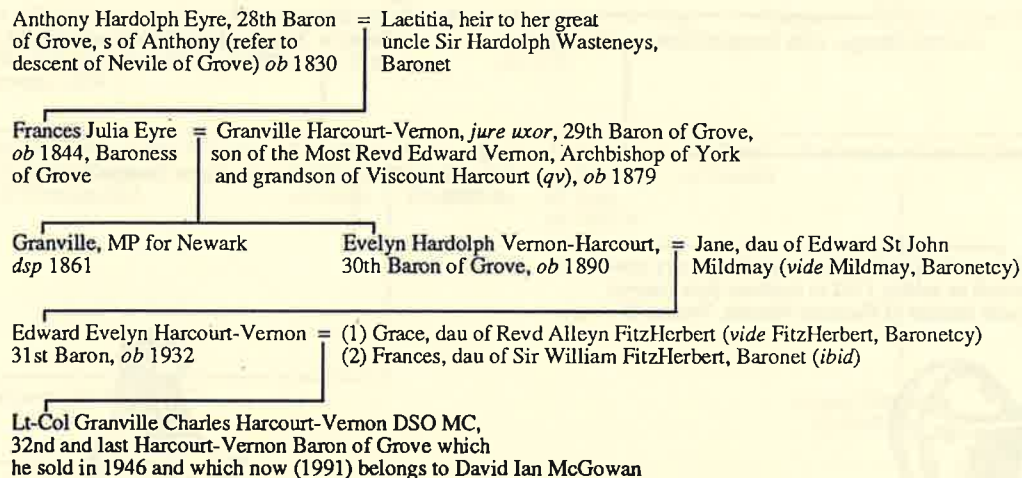 Anthony Hardolph Eyre, 28th Baron = Laetitia, heir to her great
of Grove, s of Anthony (refer to uncle Sir Hardolph Wasteneys,
descent of Nevile of Grove) ob 1830 Baronet
Frances Julia Eyre = Granville Harcourt-Vernon, jure uxor, 29th Baron of Grove,
ob 1844, Baroness son of the Most Revd Edward Vernon, Archbishop of York
of Grove and grandson of Viscount Harcourt (qv), ob 1879
Granville, MP for Newark Evelyn Hardolph Vernon-Harcourt, = Jane, dau of Edward St John
dsp 1861 30th Baron of Grove, ob 1890 Mildmay (vide Mildmay, Baronetcy)
Edward Evelyn Harcourt-Vernon = (1) Grace, dau of Revd Alleyn FitzHerbert (vide FitzHerbert, Baronetcy)
31st Baron, ob 1932 (2) Frances, dau of Sir William FitzHerbert, Baronet (ibid)
Lt-Col Granville Charles Harcourt-Vernon DSO MC,
32nd and last Harcourt-Vernon Baron of Grove which
he sold in 1946 and which now (1991) belongs to David Ian McGowan